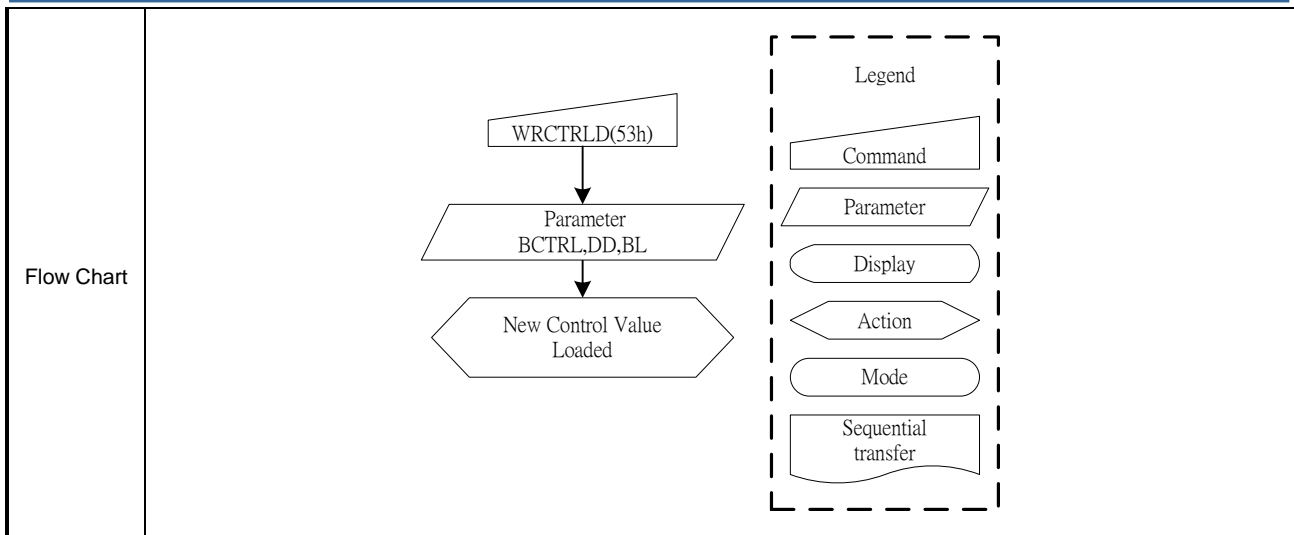 Flow Chart
WRCTRLD(53h)
Parameter
BCTRL,DD,BL
New Control Value
Loaded
Legend
Command
Parameter
Display
Action
Mode
Sequential
transfer